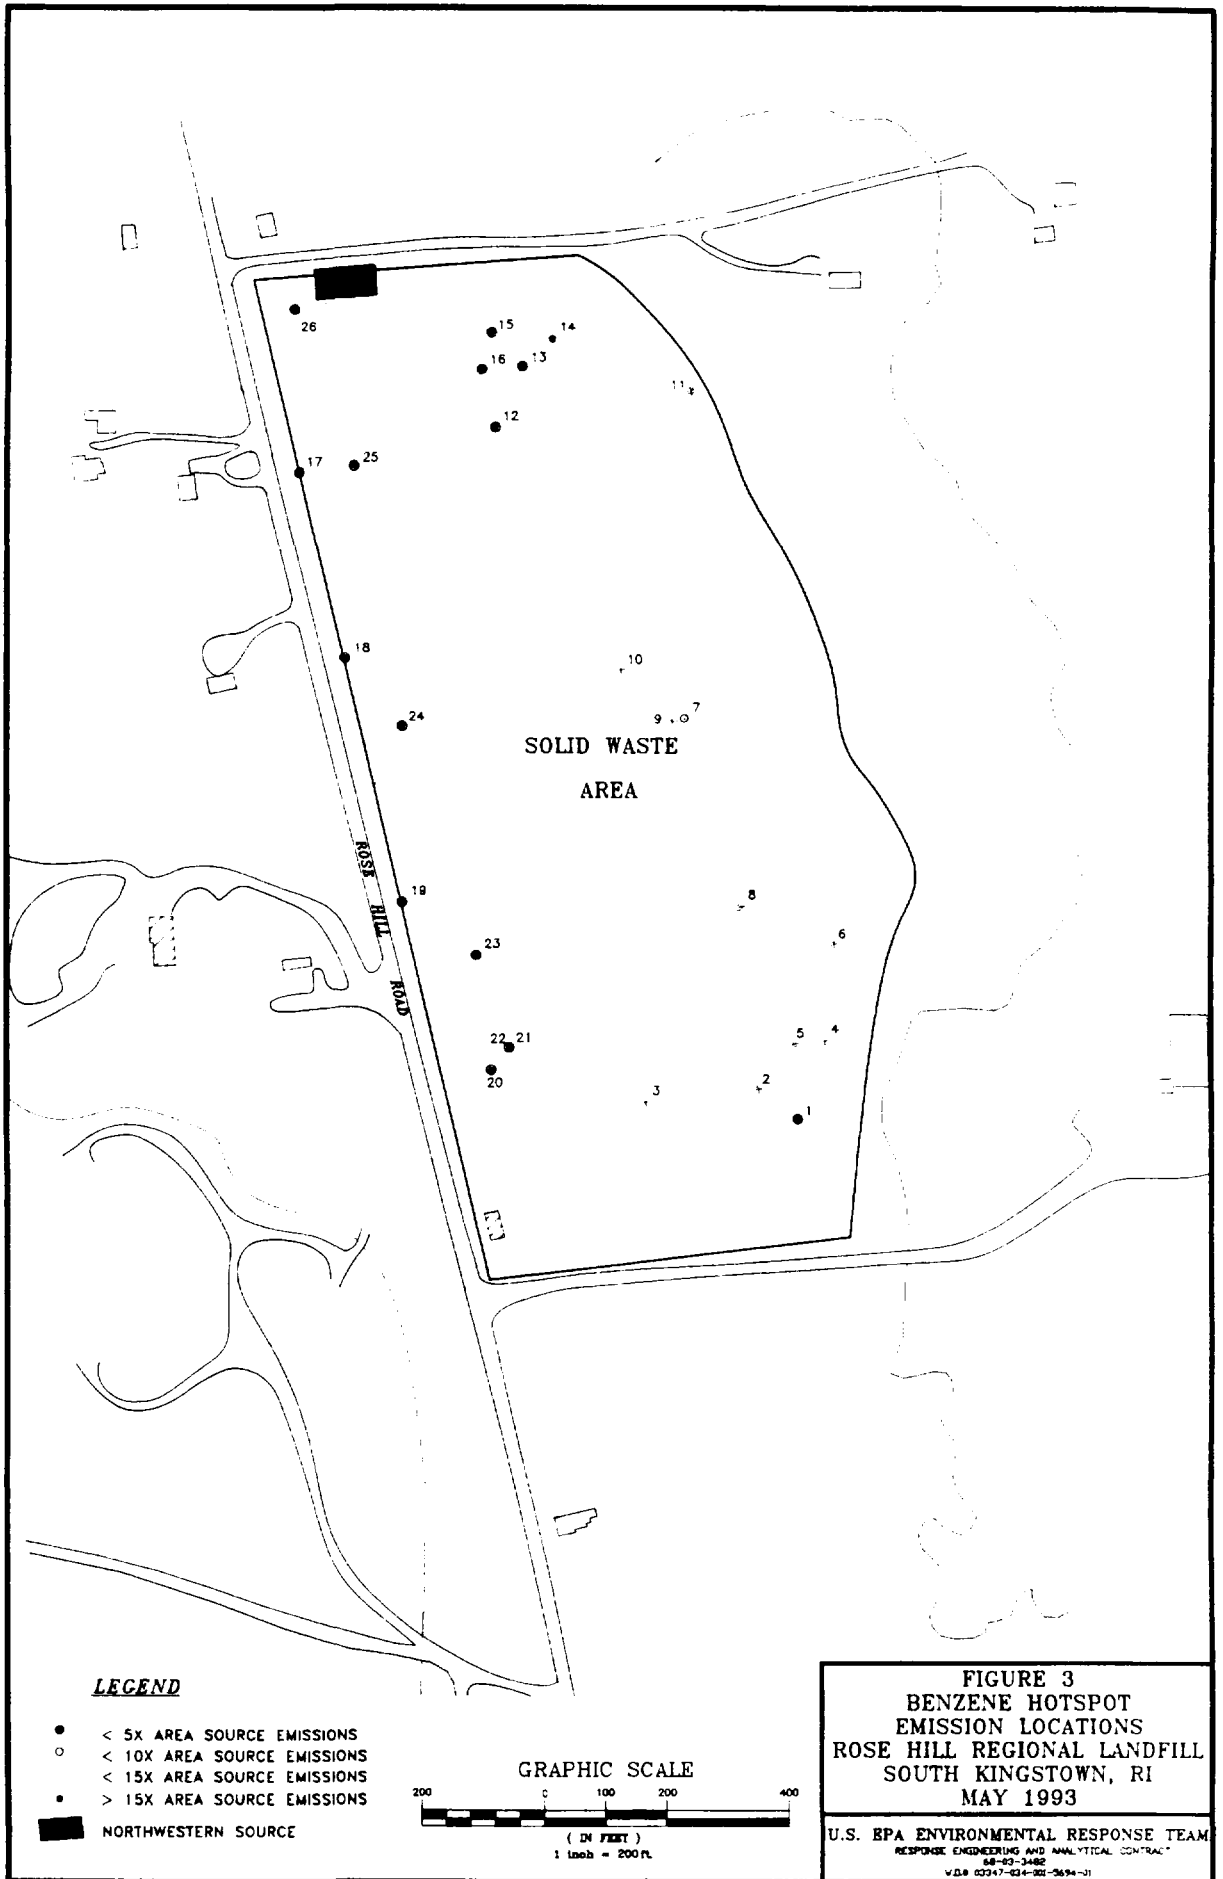 26
15
14
16
13
11
12
17
25
18
10
24
9
7
SOLID WASTE
AREA
ROSE HILL ROAD
19
8
23
6
22
21
5
4
20
3
2
1
LEGEND
< 5X AREA SOURCE EMISSIONS
< 10X AREA SOURCE EMISSIONS
< 15X AREA SOURCE EMISSIONS
> 15X AREA SOURCE EMISSIONS
NORTHWESTERN SOURCE
GRAPHIC SCALE
200 0 100 200 400
( IN FEET )
1 inch = 200 ft.
FIGURE 3
BENZENE HOTSPOT
EMISSION LOCATIONS
ROSE HILL REGIONAL LANDFILL
SOUTH KINGSTOWN, RI
MAY 1993
U.S. EPA ENVIRONMENTAL RESPONSE TEAM
RESPONSE ENGINEERING AND ANALYTICAL CONTRACT
68-03-3482